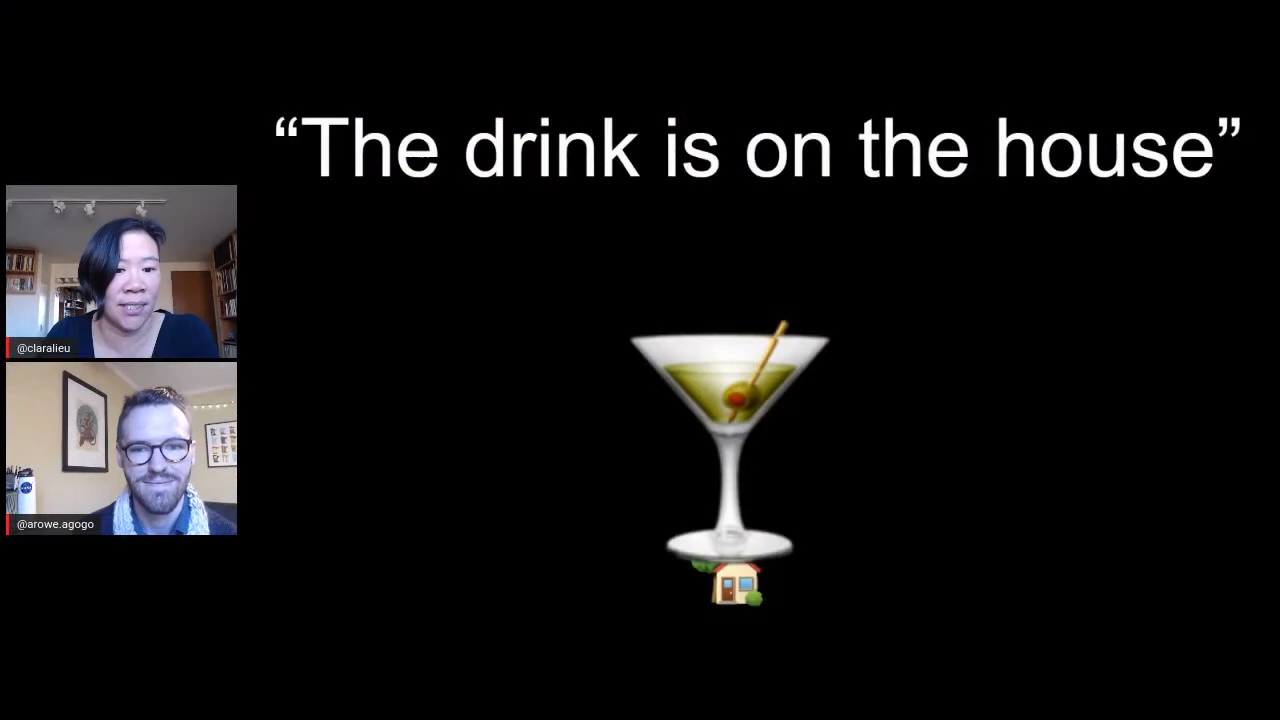 “The drink is on the house”
@claralieu
@arowe.agogo